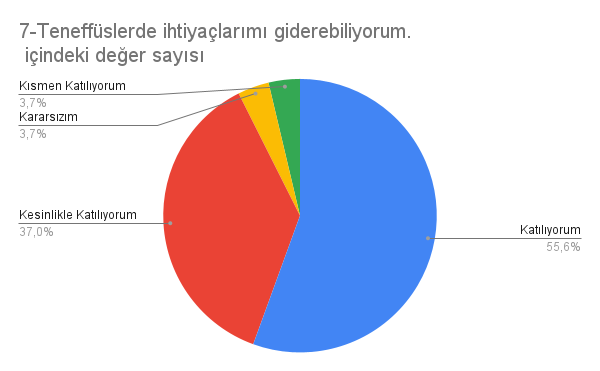 7-Teneffüslerde ihtiyaçlarımı giderebiliyorum.
içindeki değer sayısı
Kısmen Katılıyorum
3,7%
Kararsızım
3,7%
Kesinlikle Katılıyorum
37,0%
Katılıyorum
55,6%